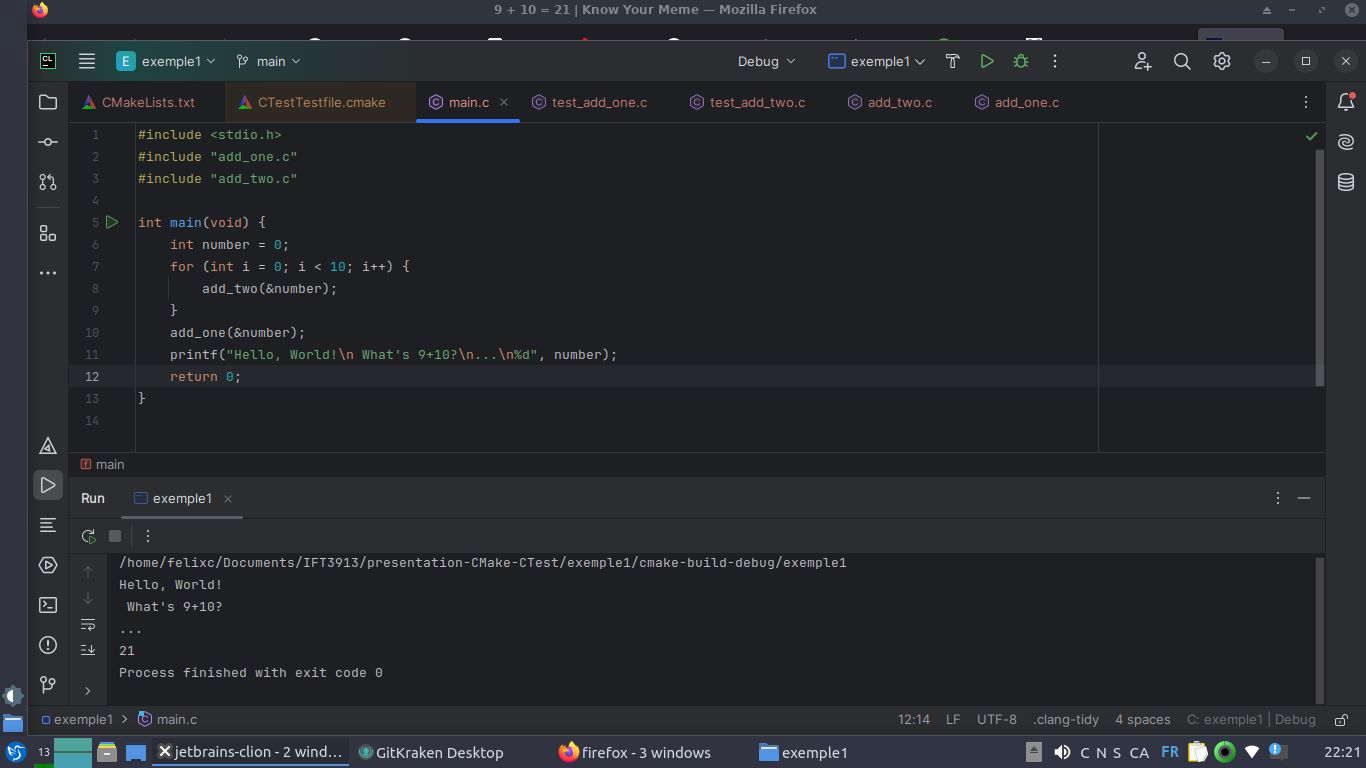 9 + 10 = 21 | Know Your Meme — Mozilla Firefox
CL
E exemple1 main Debug exemple1
CMakeLists.txt CTestTestfile.cmake main.c test_add_one.c test_add_two.c add_two.c add_one.c
1 #include <stdio.h>
2 #include "add_one.c"
3 #include "add_two.c"
4
5 int main(void) {
6 int number = 0;
7 for (int i = 0; i < 10; i++) {
8 add_two(&number);
9 }
10 add_one(&number);
11 printf("Hello, World!\n What's 9+10?\n...\n%d", number);
12 return 0;
13 }
14
f main
Run exemple1
/home/felixc/Documents/IFT3913/presentation-CMake-CTest/exemple1/cmake-build-debug/exemple1
Hello, World!
What's 9+10?
...
21
Process finished with exit code 0
exemple1 > main.c 12:14 LF UTF-8 .clang-tidy 4 spaces C: exemple1 | Debug
13 jetbrains-clion - 2 wind... GitKraken Desktop firefox - 3 windows exemple1 C N S CA FR 22:21